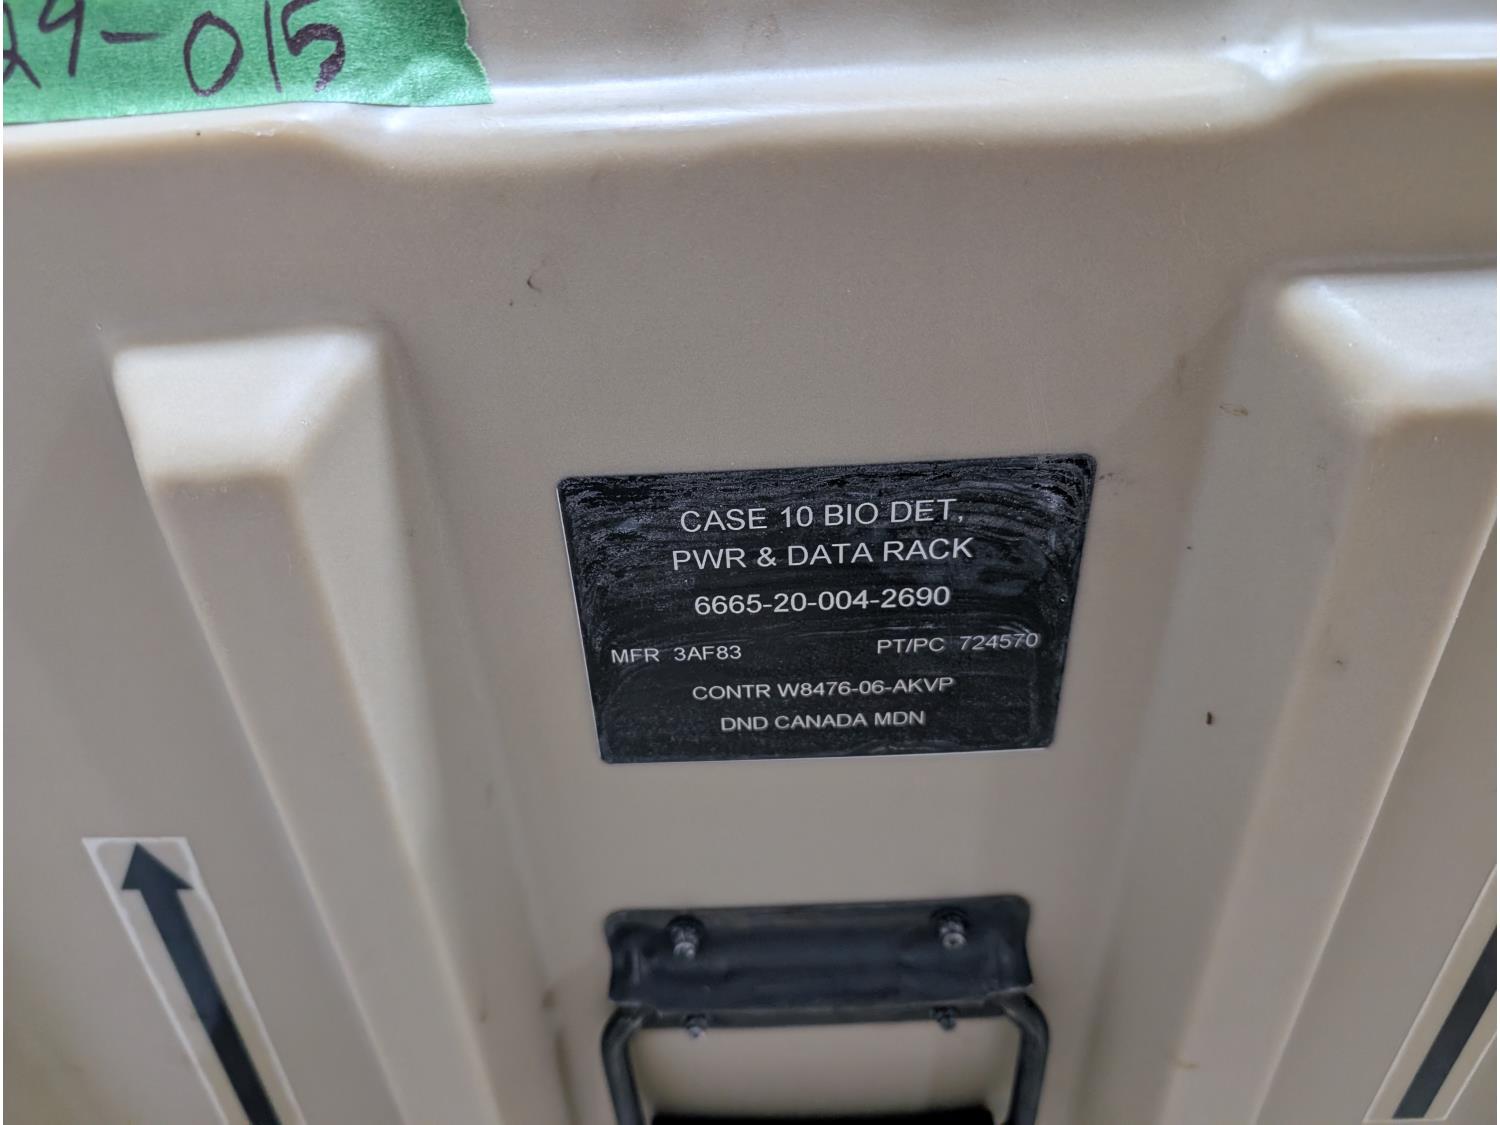 29-015
CASE 10 BIO DET,
PWR & DATA RACK
6665-20-004-2690
MFR 3AF83 PT/PC 724570
CONTR W8476-06-AKVP
DND CANADA MDN